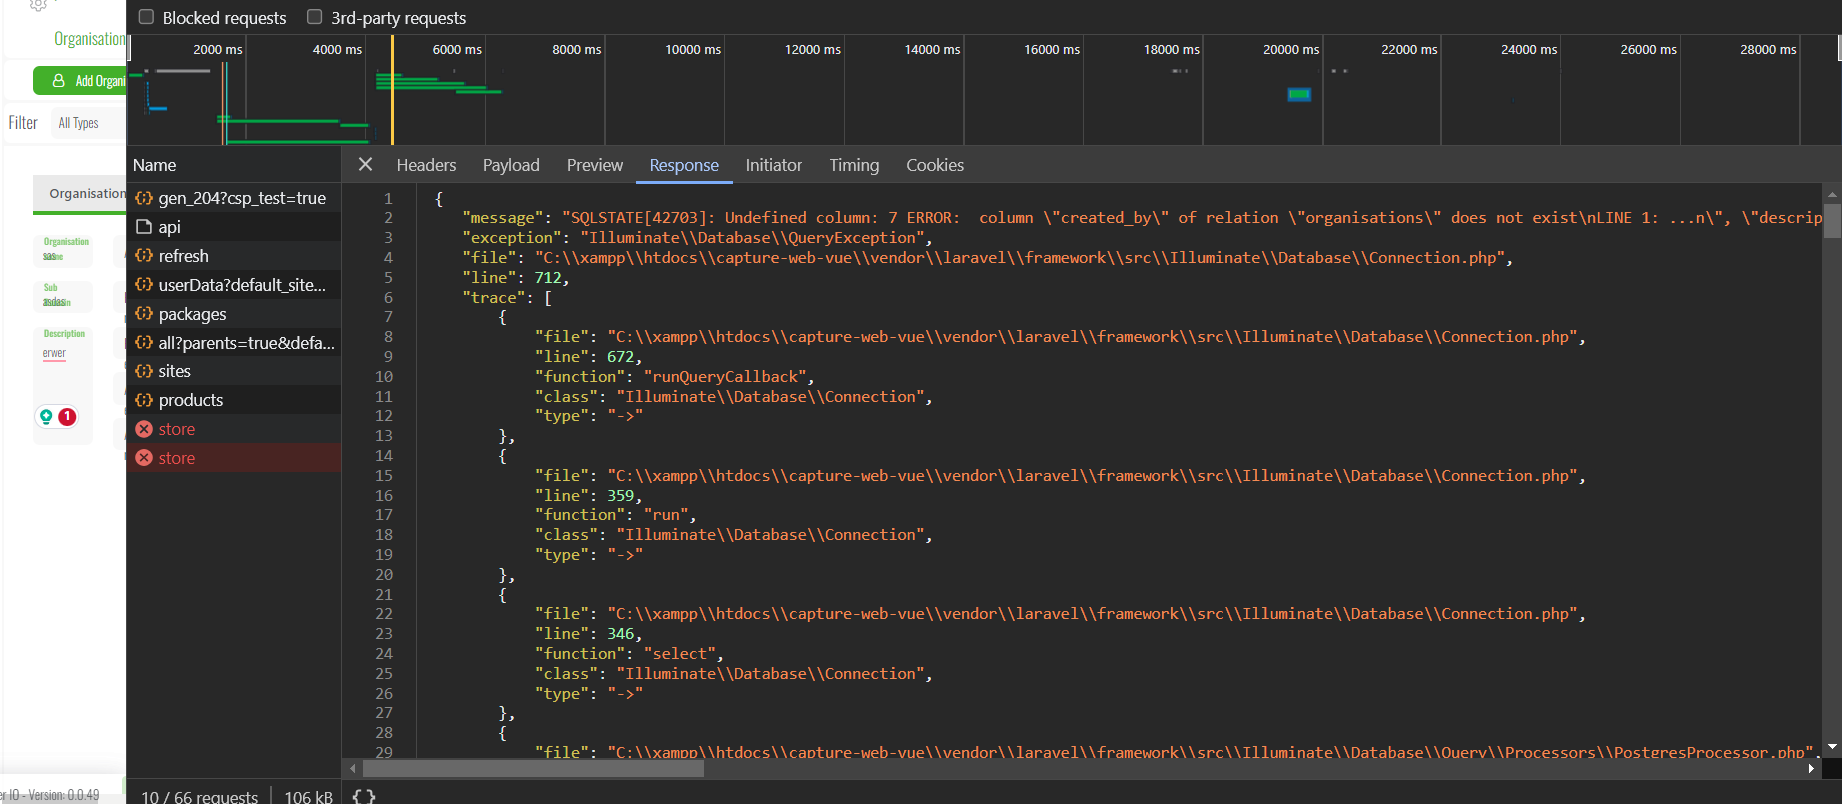 Blocked requests
3rd-party requests
Organisation
2000 ms
4000 ms
6000 ms
8000 ms
10000 ms
12000 ms
14000 ms
16000 ms
18000 ms
20000 ms
22000 ms
24000 ms
26000 ms
28000 ms
Add Organi
Filter
All Types
Organisation
Organisation
Sub
Description
erwer
1
Version: 0.0.49
Name
gen_204?csp_test=true
api
refresh
userData?default_site...
packages
all?parents=true&defa...
sites
products
store
store
10 / 66 requests
106 kB
Headers
Payload
Preview
Response
Initiator
Timing
Cookies
1 {
2 "message": "SQLSTATE[42703]: Undefined column: 7 ERROR:  column \"created_by\" of relation \"organisations\" does not exist\nLINE 1: ...n\", \"descrip
3 "exception": "Illuminate\\Database\\QueryException",
4 "file": "C:\\xampp\\htdocs\\capture-web-vue\\vendor\\laravel\\framework\\src\\Illuminate\\Database\\Connection.php",
5 "line": 712,
6 "trace": [
7 {
8 "file": "C:\\xampp\\htdocs\\capture-web-vue\\vendor\\laravel\\framework\\src\\Illuminate\\Database\\Connection.php",
9 "line": 672,
10 "function": "runQueryCallback",
11 "class": "Illuminate\\Database\\Connection",
12 "type": "->"
13 },
14 {
15 "file": "C:\\xampp\\htdocs\\capture-web-vue\\vendor\\laravel\\framework\\src\\Illuminate\\Database\\Connection.php",
16 "line": 359,
17 "function": "run",
18 "class": "Illuminate\\Database\\Connection",
19 "type": "->"
20 },
21 {
22 "file": "C:\\xampp\\htdocs\\capture-web-vue\\vendor\\laravel\\framework\\src\\Illuminate\\Database\\Connection.php",
23 "line": 346,
24 "function": "select",
25 "class": "Illuminate\\Database\\Connection",
26 "type": "->"
27 },
28 {
29 "file": "C:\\xampp\\htdocs\\capture-web-vue\\vendor\\laravel\\framework\\src\\Illuminate\\Database\\Query\\Processors\\PostgresProcessor.php",
{}